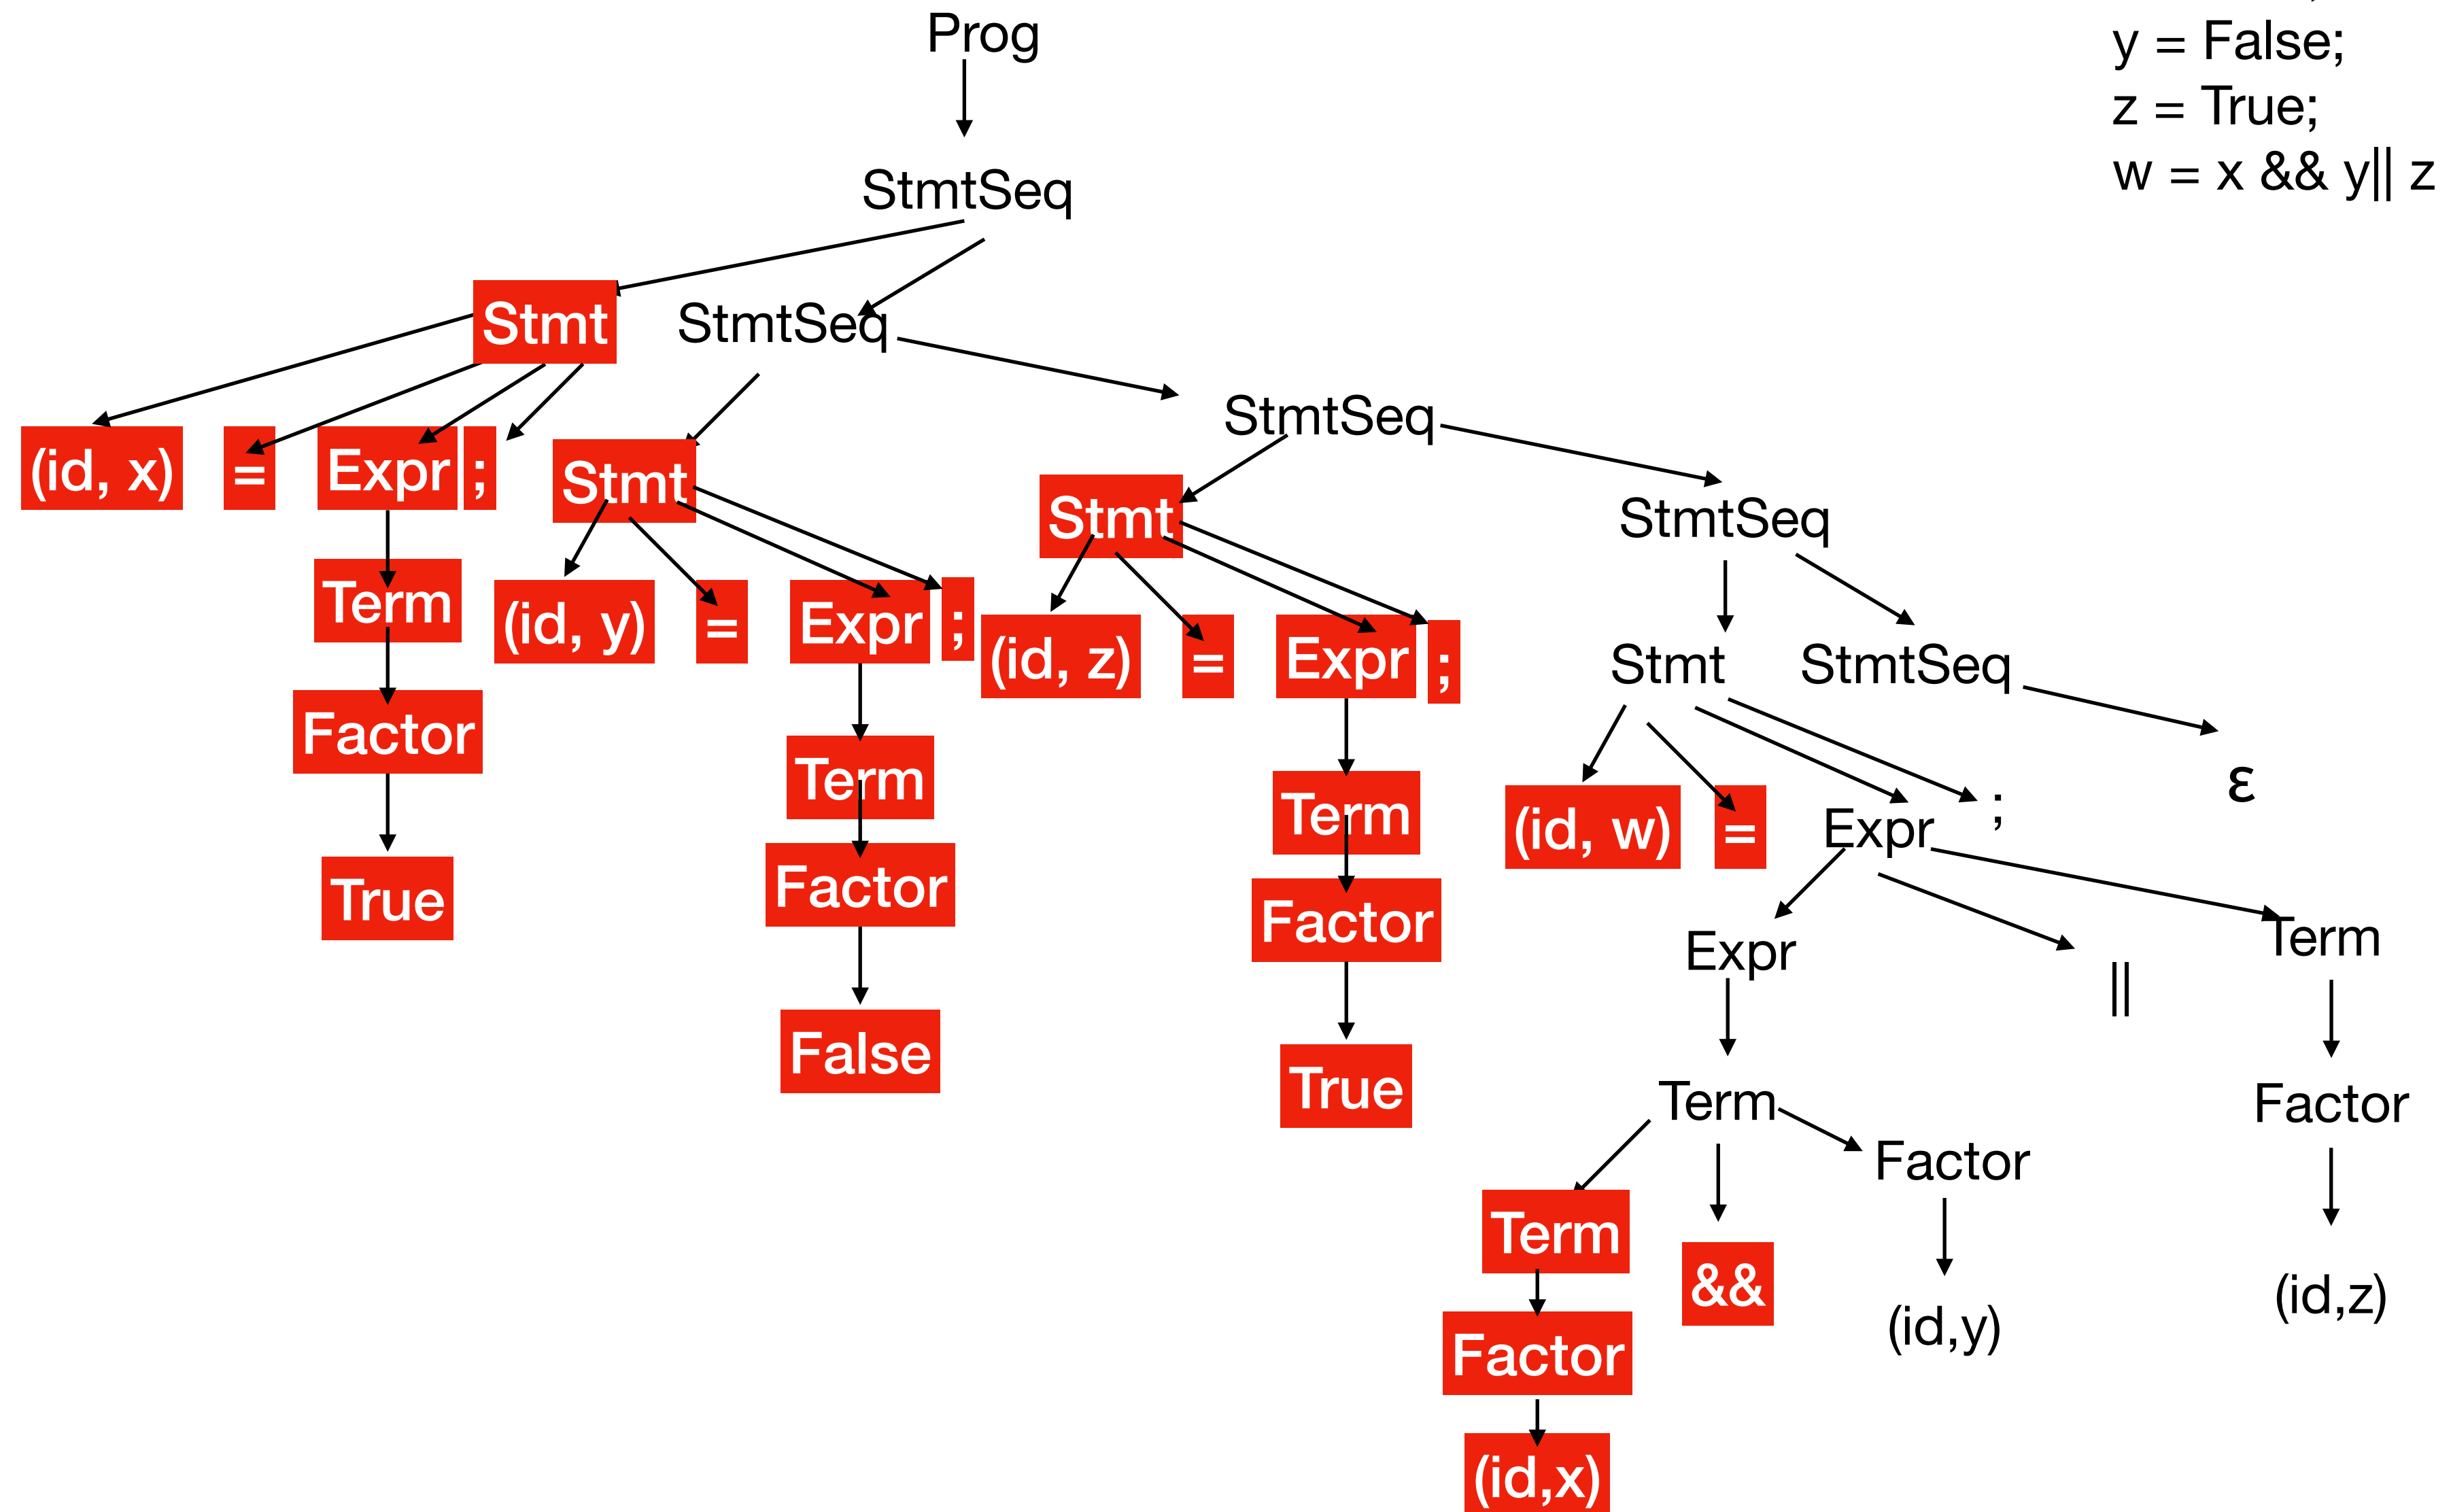 Prog
y = False;
z = True;
w = x && y|| z
StmtSeq
Stmt
StmtSeq
StmtSeq
(id, x) = Expr ;
Stmt
Stmt
StmtSeq
Term
(id, y) = Expr ;
(id, z) = Expr ;
Stmt
StmtSeq
Factor
Term
Term
ε
(id, w) = Expr ;
True
Factor
Factor
Expr
||
Term
False
True
Term
Factor
Factor
Term
&&
(id,y)
(id,z)
Factor
(id,x)